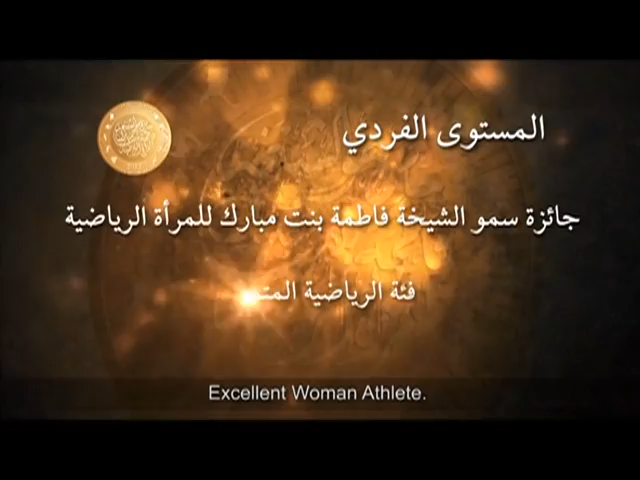 المستوى الفردي
جائزة سمو الشيخة فاطمة بنت مبارك للمرأة الرياضية
فئة الرياضية
Excellent Woman Athlete.